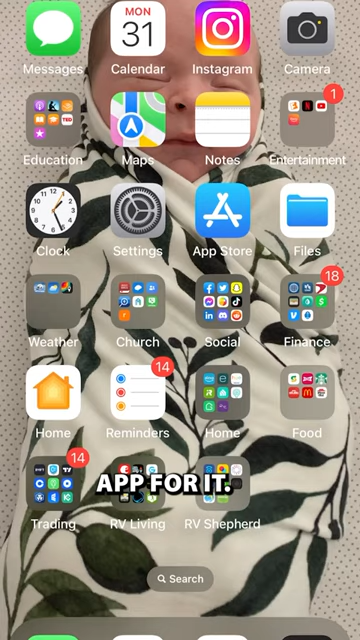 MON
31
Messages
Calendar
Instagram
Camera
1
Education
Maps
Notes
Entertainment
Clock
Settings
App Store
Files
18
Weather
Church
Social
Finance
14
Home
Reminders
Home
Food
14
APP FOR IT.
Trading
RV Living
RV Shepherd
Search